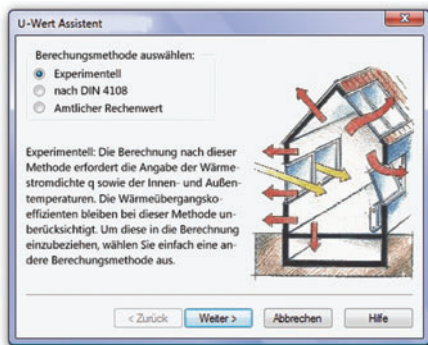 U-Wert Assistent
Berechungsmethode auswählen:
Experimentell
nach DIN 4108
Amtlicher Rechenwert
Experimentell: Die Berechnung nach dieser
Methode erfordert die Angabe der Wärme-
stromdichte q sowie der Innen- und Außen-
temperaturen. Die Wärmeübergangsko-
effizienten bleiben bei dieser Methode un-
berücksichtigt. Um diese in die Berechnung
einzubeziehen, wählen Sie einfach eine an-
dere Berechungsmethode aus.
< Zurück Weiter > Abbrechen Hilfe